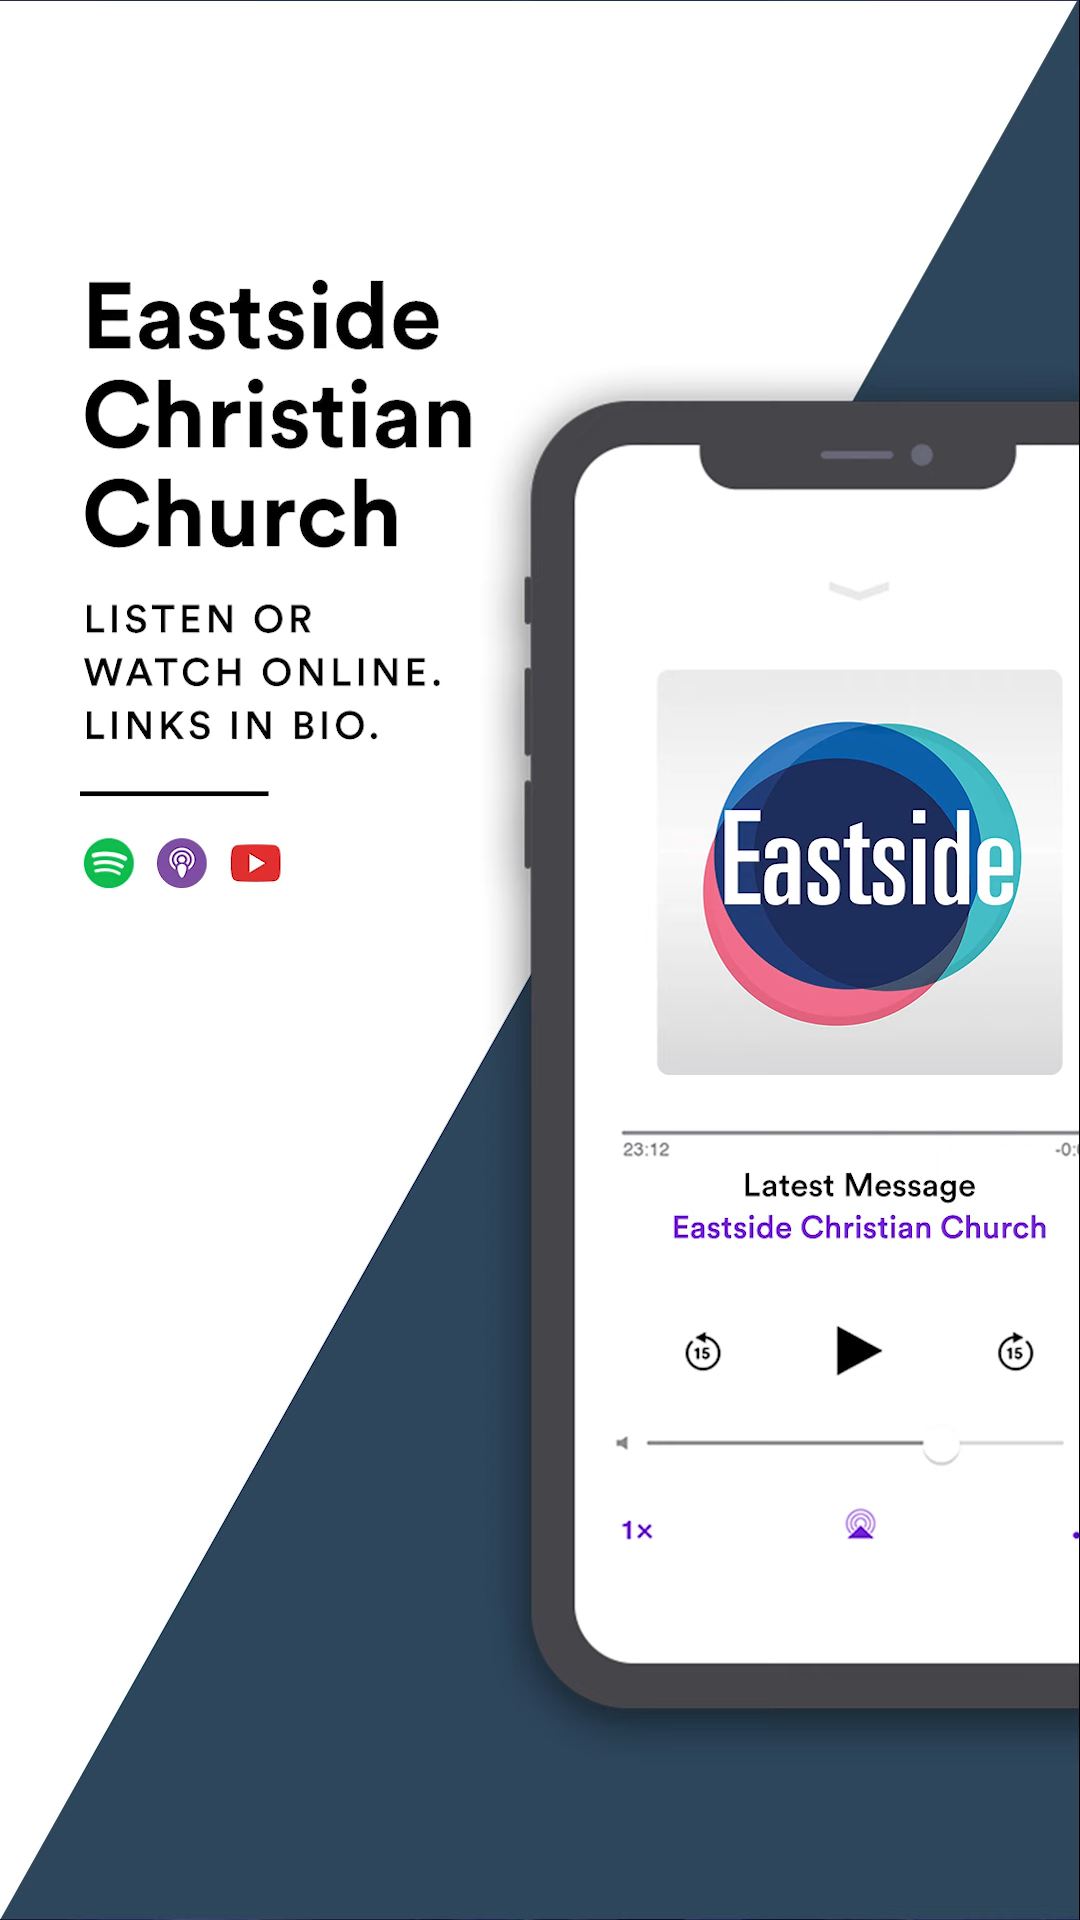 Eastside
Christian
Church
LISTEN OR
WATCH ONLINE.
LINKS IN BIO.
Eastside
23:12
-0:
Latest Message
Eastside Christian Church
15
15
1×